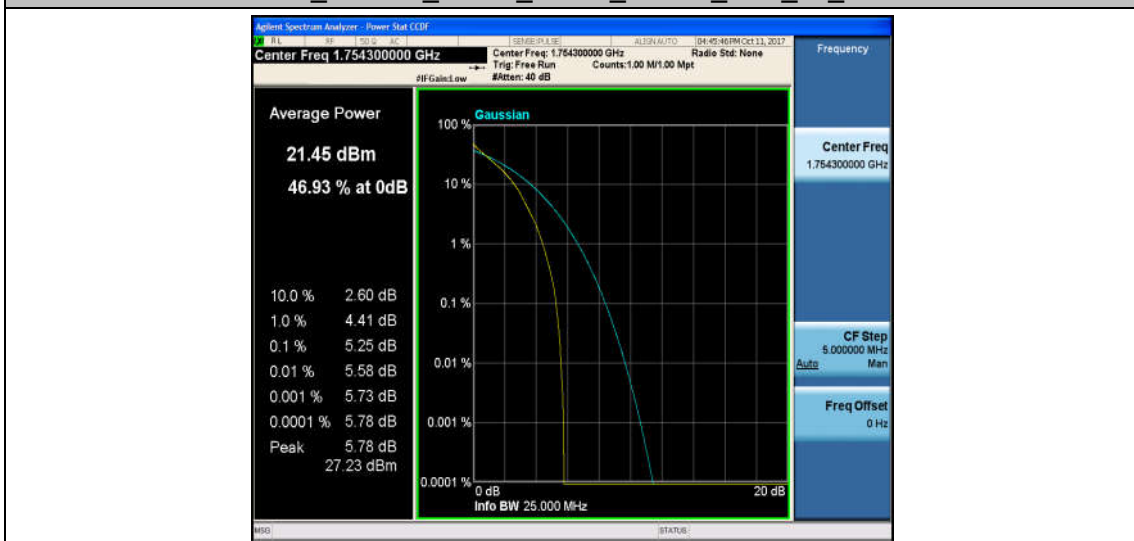 Agilent Spectrum Analyzer - Power Stat CCDF
RL RF 50 Ω AC SENSE:PULSE ALIGN AUTO 04:45:46 PM Oct 11, 2017
Center Freq 1.754300000 GHz
Center Freq: 1.754300000 GHz Radio Std: None
Trig: Free Run Counts:1.00 M/1.00 Mpt
#IFGain:Low #Atten: 40 dB
Frequency
Average Power
21.45 dBm
46.93 % at 0dB
10.0 % 2.60 dB
1.0 % 4.41 dB
0.1 % 5.25 dB
0.01 % 5.58 dB
0.001 % 5.73 dB
0.0001 % 5.78 dB
Peak 5.78 dB
27.23 dBm
Gaussian
100 %
10 %
1 %
0.1 %
0.01 %
0.001 %
0.0001 %
0 dB 20 dB
Info BW 25.000 MHz
Center Freq
1.754300000 GHz
CF Step
5.000000 MHz
Auto Man
Freq Offset
0 Hz
MSG STATUS